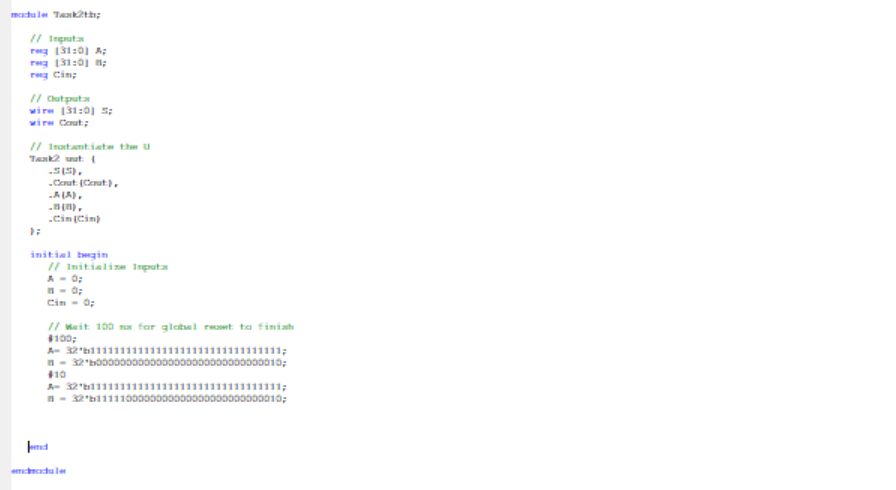 module Task2tb;
// Inputs
reg [31:0] A;
reg [31:0] B;
reg Cin;
// Outputs
wire [31:0] S;
wire Cout;
// Instantiate the U
Task2 uut (
.S(S),
.Cout(Cout),
.A(A),
.B(B),
.Cin(Cin)
);
initial begin
// Initialize Inputs
A = 0;
B = 0;
Cin = 0;
// Wait 100 ns for global reset to finish
#100;
A= 32'b11111111111111111111111111111111;
B = 32'b00000000000000000000000000000010;
#10
A= 32'b11111111111111111111111111111111;
B = 32'b11111000000000000000000000000010;
end
endmodule